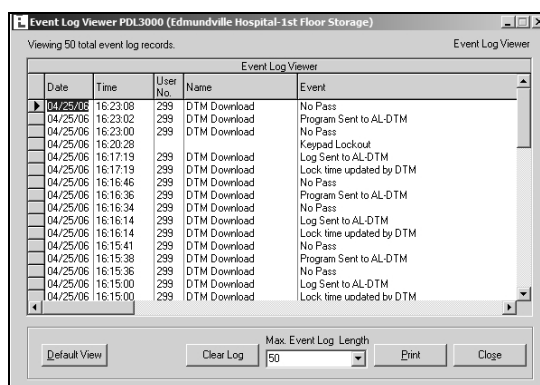 Event Log Viewer PDL3000 (Edmundville Hospital-1st Floor Storage)
Viewing 50 total event log records. Event Log Viewer
Event Log Viewer
Date Time User No. Name Event
04/25/06 16:23:08 299 DTM Download No Pass
04/25/06 16:23:02 299 DTM Download Program Sent to AL-DTM
04/25/06 16:23:00 299 DTM Download No Pass
04/25/06 16:20:28 Keypad Lockout
04/25/06 16:17:19 299 DTM Download Log Sent to AL-DTM
04/25/06 16:17:19 299 DTM Download Lock time updated by DTM
04/25/06 16:16:46 299 DTM Download No Pass
04/25/06 16:16:36 299 DTM Download Program Sent to AL-DTM
04/25/06 16:16:34 299 DTM Download No Pass
04/25/06 16:16:14 299 DTM Download Log Sent to AL-DTM
04/25/06 16:16:14 299 DTM Download Lock time updated by DTM
04/25/06 16:15:41 299 DTM Download No Pass
04/25/06 16:15:38 299 DTM Download Program Sent to AL-DTM
04/25/06 16:15:36 299 DTM Download No Pass
04/25/06 16:15:00 299 DTM Download Log Sent to AL-DTM
04/25/06 16:15:00 299 DTM Download Lock time updated by DTM
Max. Event Log Length
Default View Clear Log 50 Print Close